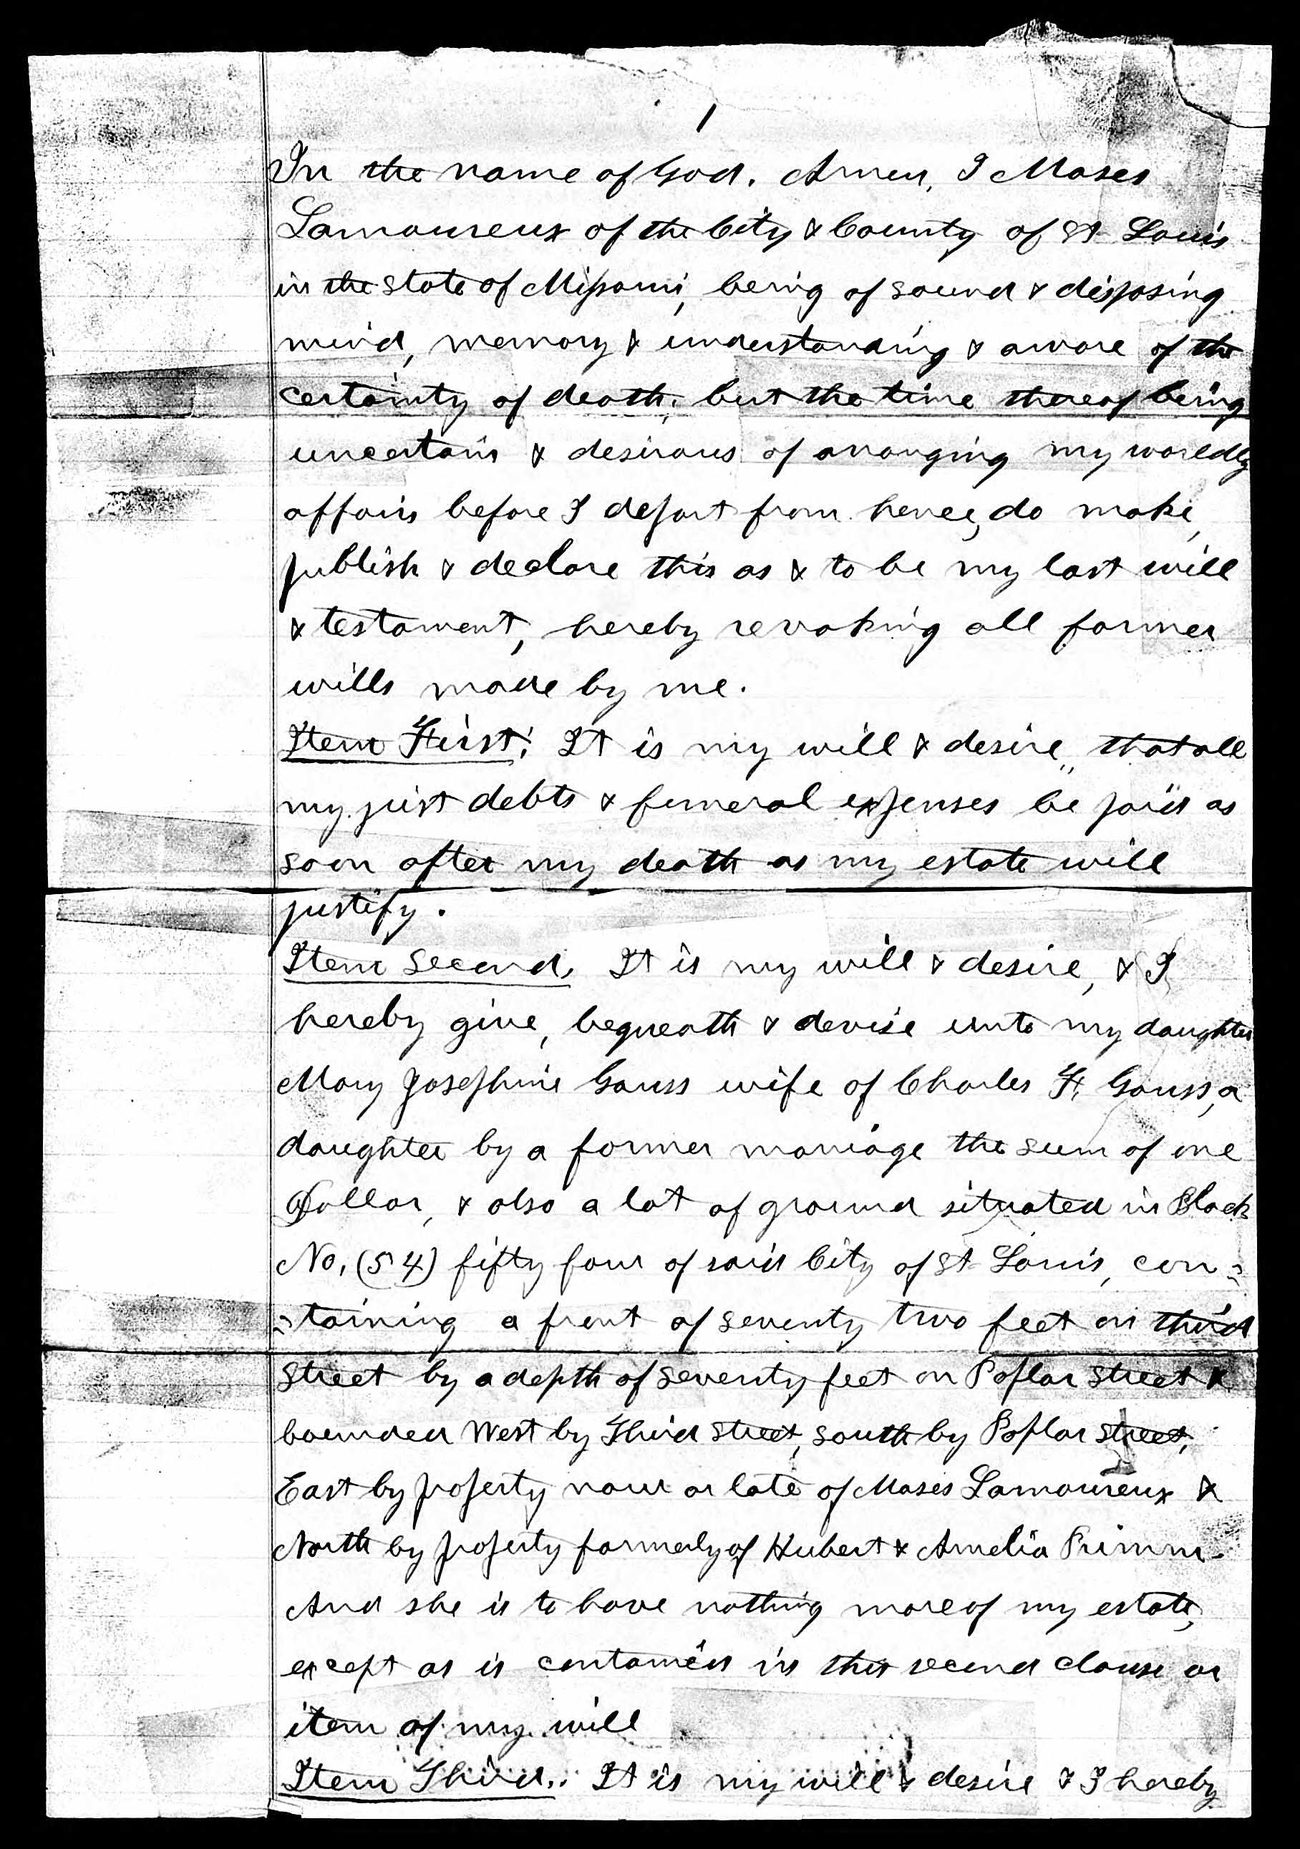 1
In the name of God. Amen, I Moses
Lamoureux of the City & County of St Louis
in the state of Missouri, being of sound & disposing
mind, memory & understanding & aware of the
certainty of death, but the time thereof being
uncertain & desirous of arranging my worldly
affairs before I depart from hence, do make,
publish & declare this as & to be my last will
& testament, hereby revoking all former
wills made by me.
Item First: It is my will & desire, that all
my just debts & funeral expenses be paid as
soon after my death as my estate will
justify.
Item Second. It is my will & desire, & I
hereby give, bequeath & devise unto my daughter
Mary Josephine Gauss wife of Charles F. Gauss, a
daughter by a former marriage the sum of one
Dollar, & also a lot of ground situated in Block
No. (54) fifty four of said City of St Louis, con=
=taining a front of seventy two feet on third
Street by a depth of seventy feet on Poplar Street &
bounded West by Third Street, South by Poplar Street,
East by property now or late of Moses Lamoureux &
North by property formerly of Hubert & Amelia Primm.
And she is to have nothing more of my estate,
except as is contained in this second clause or
item of my will
Item Third.. It is my will & desire & I hereby